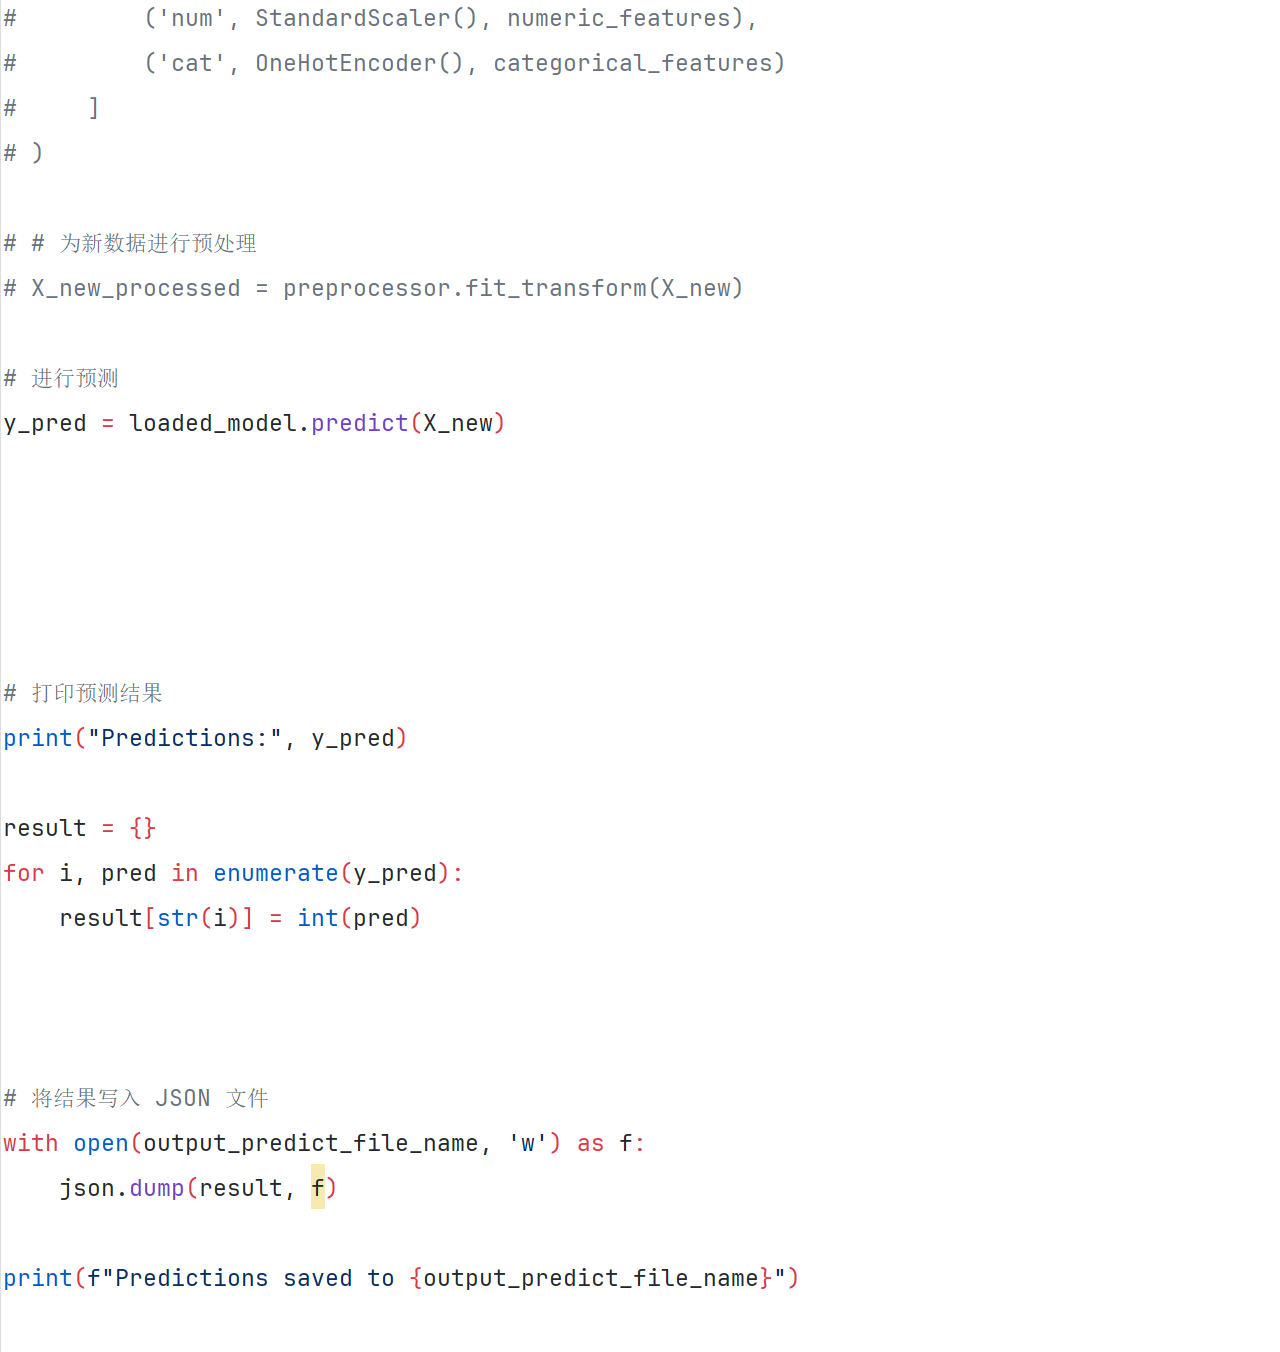 #         ('num', StandardScaler(), numeric_features),
#         ('cat', OneHotEncoder(), categorical_features)
#     ]
# )
# # 为新数据进行预处理
# X_new_processed = preprocessor.fit_transform(X_new)
# 进行预测
y_pred = loaded_model.predict(X_new)
# 打印预测结果
print("Predictions:", y_pred)
result = {}
for i, pred in enumerate(y_pred):
    result[str(i)] = int(pred)
# 将结果写入 JSON 文件
with open(output_predict_file_name, 'w') as f:
    json.dump(result, f)
print(f"Predictions saved to {output_predict_file_name}")